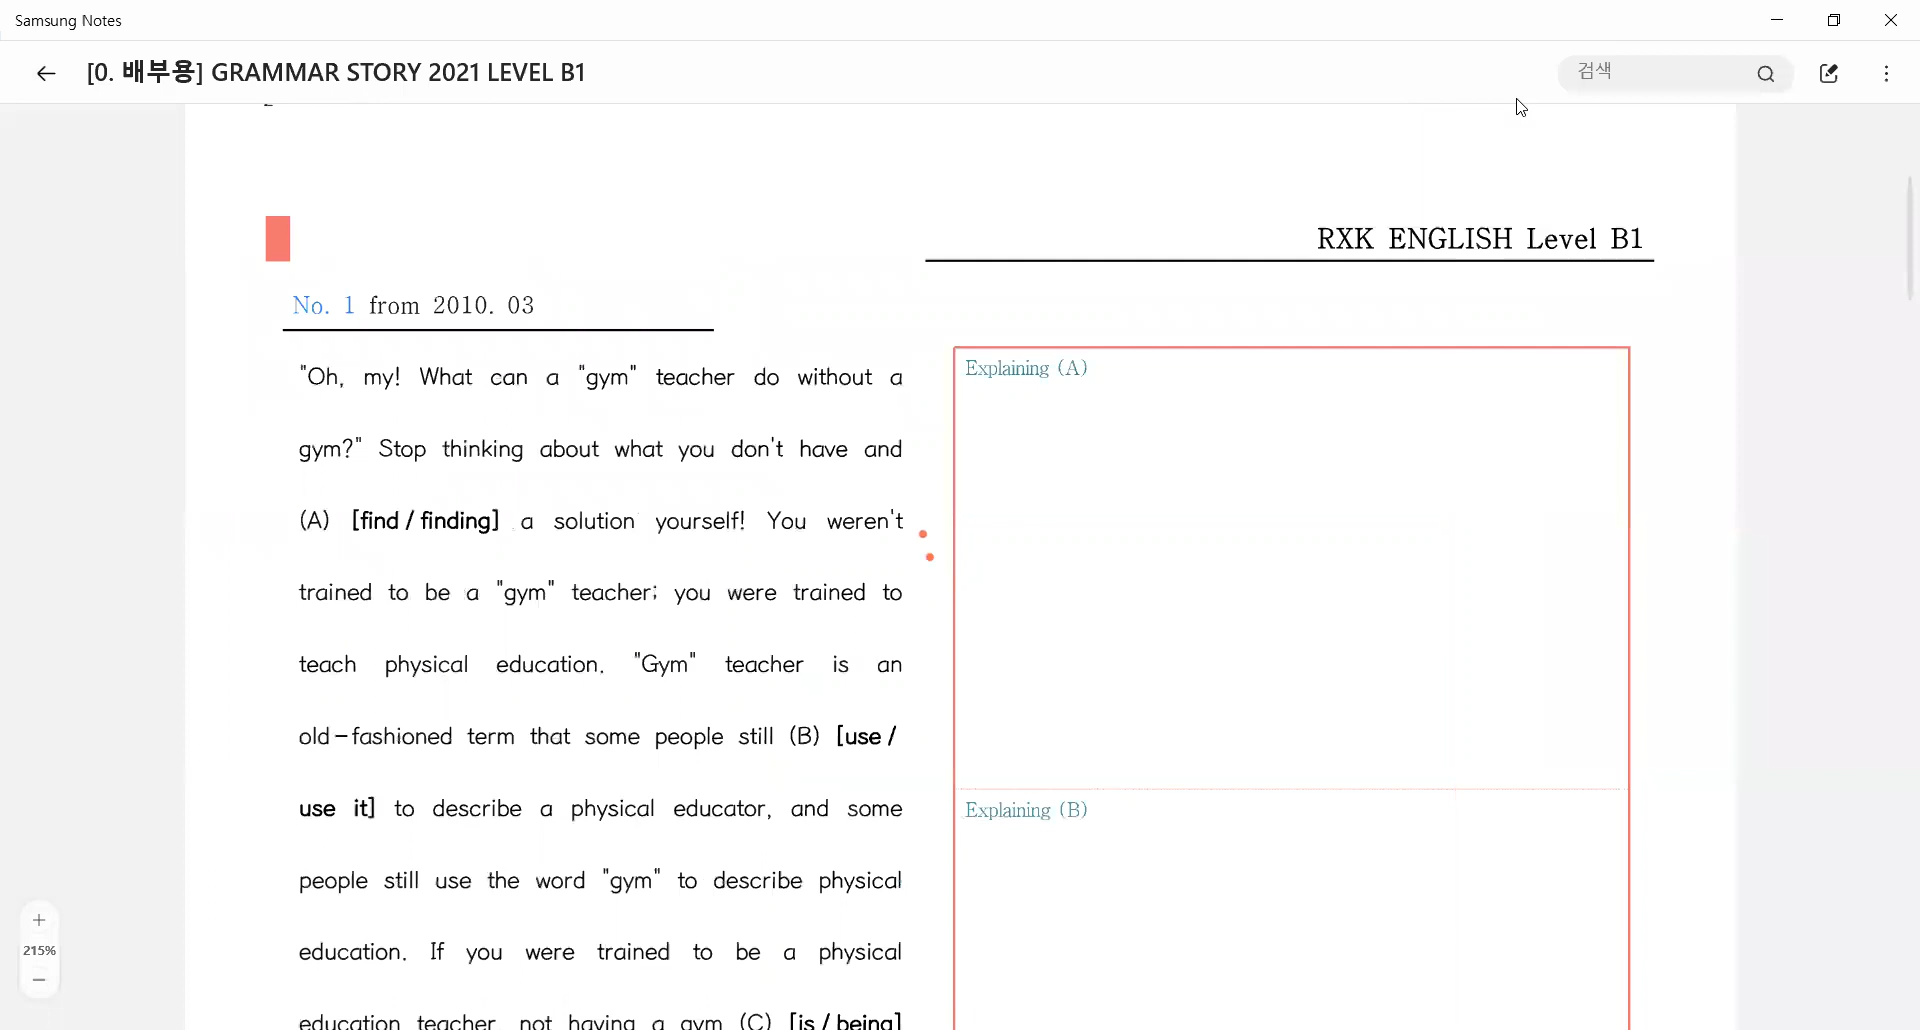 Samsung Notes
[0. 배부용] GRAMMAR STORY 2021 LEVEL B1
검색
RXK ENGLISH Level B1
No. 1 from 2010. 03
"Oh, my! What can a "gym" teacher do without a
gym?" Stop thinking about what you don't have and
(A) [find / finding] a solution yourself! You weren't
trained to be a "gym" teacher; you were trained to
teach physical education. "Gym" teacher is an
old-fashioned term that some people still (B) [use /
use it] to describe a physical educator, and some
people still use the word "gym" to describe physical
education. If you were trained to be a physical
education teacher, not having a gym (C) [is / being]
Explaining (A)
Explaining (B)
215%